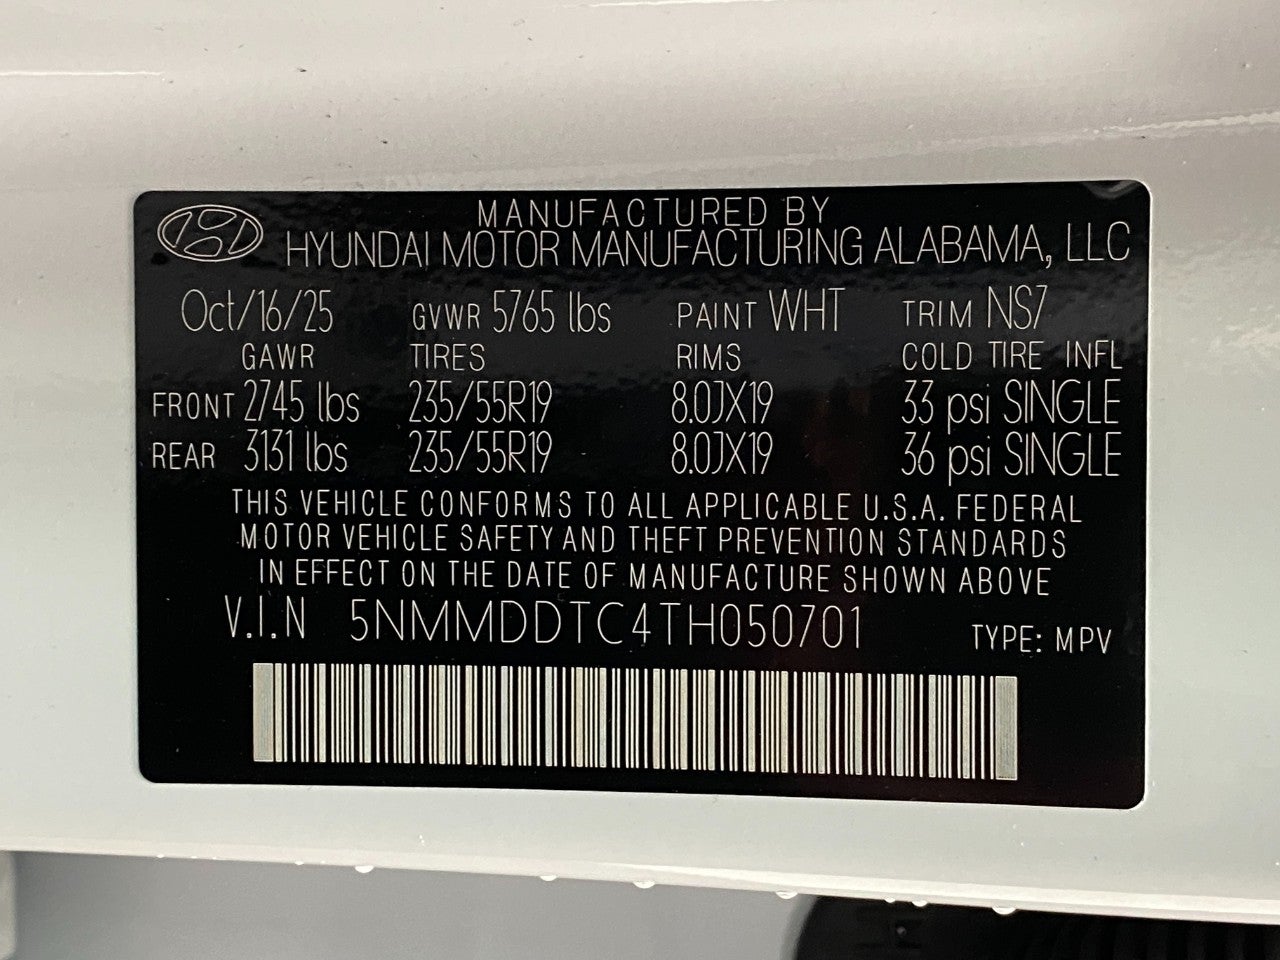 MANUFACTURED BY
HYUNDAI MOTOR MANUFACTURING ALABAMA, LLC
Oct/16/25 GVWR 5765 lbs PAINT WHT TRIM NS7
GAWR TIRES RIMS COLD TIRE INFL
FRONT 2745 lbs 235/55R19 8.0JX19 33 psi SINGLE
REAR 3131 lbs 235/55R19 8.0JX19 36 psi SINGLE
THIS VEHICLE CONFORMS TO ALL APPLICABLE U.S.A. FEDERAL
MOTOR VEHICLE SAFETY AND THEFT PREVENTION STANDARDS
IN EFFECT ON THE DATE OF MANUFACTURE SHOWN ABOVE
V.I.N 5NMMDDTC4TH050701 TYPE: MPV